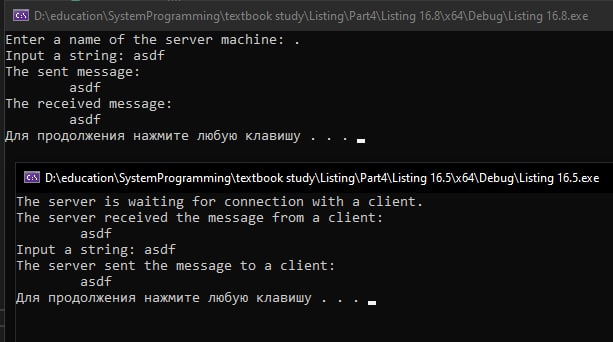 D:\education\SystemProgramming\textbook study\Listing\Part4\Listing 16.8\x64\Debug\Listing 16.8.exe
Enter a name of the server machine: .
Input a string: asdf
The sent message:
asdf
The received message:
asdf
Для продолжения нажмите любую клавишу . . .
D:\education\SystemProgramming\textbook study\Listing\Part4\Listing 16.5\x64\Debug\Listing 16.5.exe
The server is waiting for connection with a client.
The server received the message from a client:
asdf
Input a string: asdf
The server sent the message to a client:
asdf
Для продолжения нажмите любую клавишу . . .